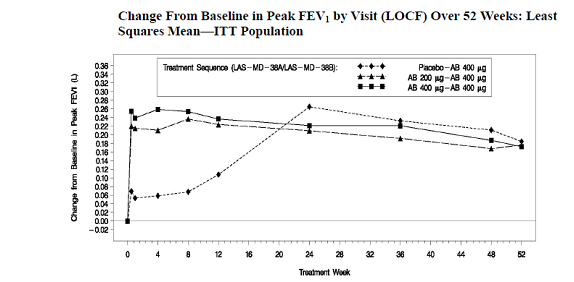 Change From Baseline in Peak FEV₁ by Visit (LOCF) Over 52 Weeks: Least
Squares Mean—ITT Population
Treatment Sequence (LAS-MD-38A/LAS-MD-38B):
Placebo-AB 400 μg
AB 200 μg-AB 400 μg
AB 400 μg-AB 400 μg
Change from Baseline in Peak FEV1 (L)
0.36
0.34
0.32
0.30
0.28
0.26
0.24
0.22
0.20
0.18
0.16
0.14
0.12
0.10
0.08
0.06
0.04
0.02
0.00
-0.02
0 4 8 12 16 20 24 28 32 36 40 44 48 52
Treatment Week